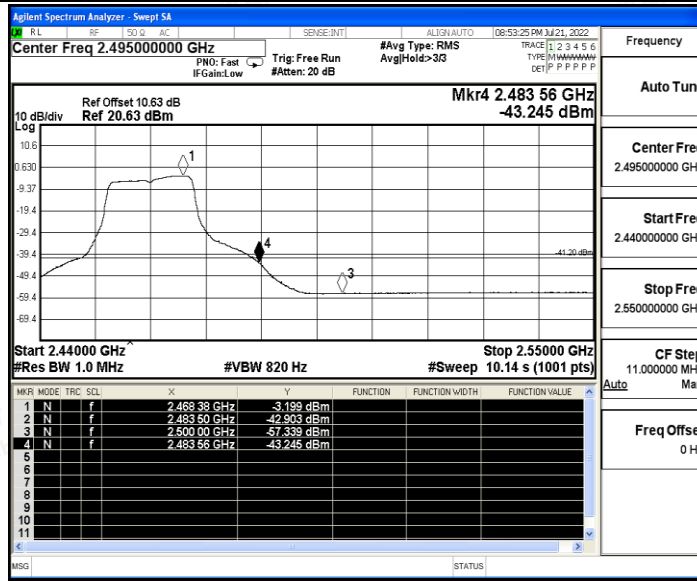 Agilent Spectrum Analyzer - Swept SA
RL RF 50 Ω AC SENSE:INT ALIGN AUTO 08:53:25 PM Jul 21, 2022
Center Freq 2.495000000 GHz
PNO: Fast
IFGain:Low
Trig: Free Run
#Atten: 20 dB
#Avg Type: RMS
Avg|Hold:>3/3
TRACE 1 2 3 4 5 6
TYPE M
DET P P P P P P
Frequency
Auto Tun
Center Fre
2.495000000 GH
Start Fre
2.440000000 GH
Stop Fre
2.550000000 GH
CF Step
11.000000 MH
Auto Ma
Freq Offse
0 H
Ref Offset 10.63 dB
10 dB/div Ref 20.63 dBm
Log
Mkr4 2.483 56 GHz
-43.245 dBm
10.6
0.630
-9.37
-19.4
-29.4
-39.4
-49.4
-59.4
-69.4
1
4
3
-41.20 dBm
Start 2.44000 GHz Stop 2.55000 GHz
#Res BW 1.0 MHz #VBW 820 Hz #Sweep 10.14 s (1001 pts)
MKR MODE TRC SCL X Y FUNCTION FUNCTION WIDTH FUNCTION VALUE
1 N f 2.468 38 GHz -3.199 dBm
2 N f 2.483 50 GHz -42.903 dBm
3 N f 2.500 00 GHz -57.339 dBm
4 N f 2.483 56 GHz -43.245 dBm
5
6
7
8
9
10
11
MSG STATUS